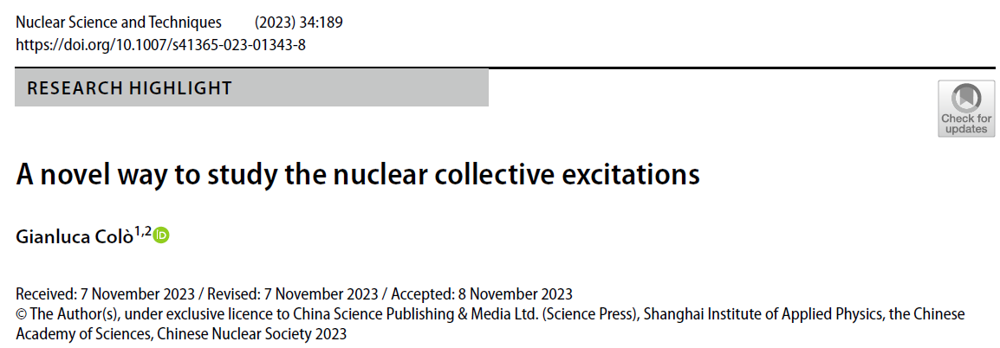 Nuclear Science and Techniques (2023) 34:189
https://doi.org/10.1007/s41365-023-01343-8
RESEARCH HIGHLIGHT
Check for
updates
A novel way to study the nuclear collective excitations
Gianluca Colò1,2 iD
Received: 7 November 2023 / Revised: 7 November 2023 / Accepted: 8 November 2023
© The Author(s), under exclusive licence to China Science Publishing & Media Ltd. (Science Press), Shanghai Institute of Applied Physics, the Chinese
Academy of Sciences, Chinese Nuclear Society 2023